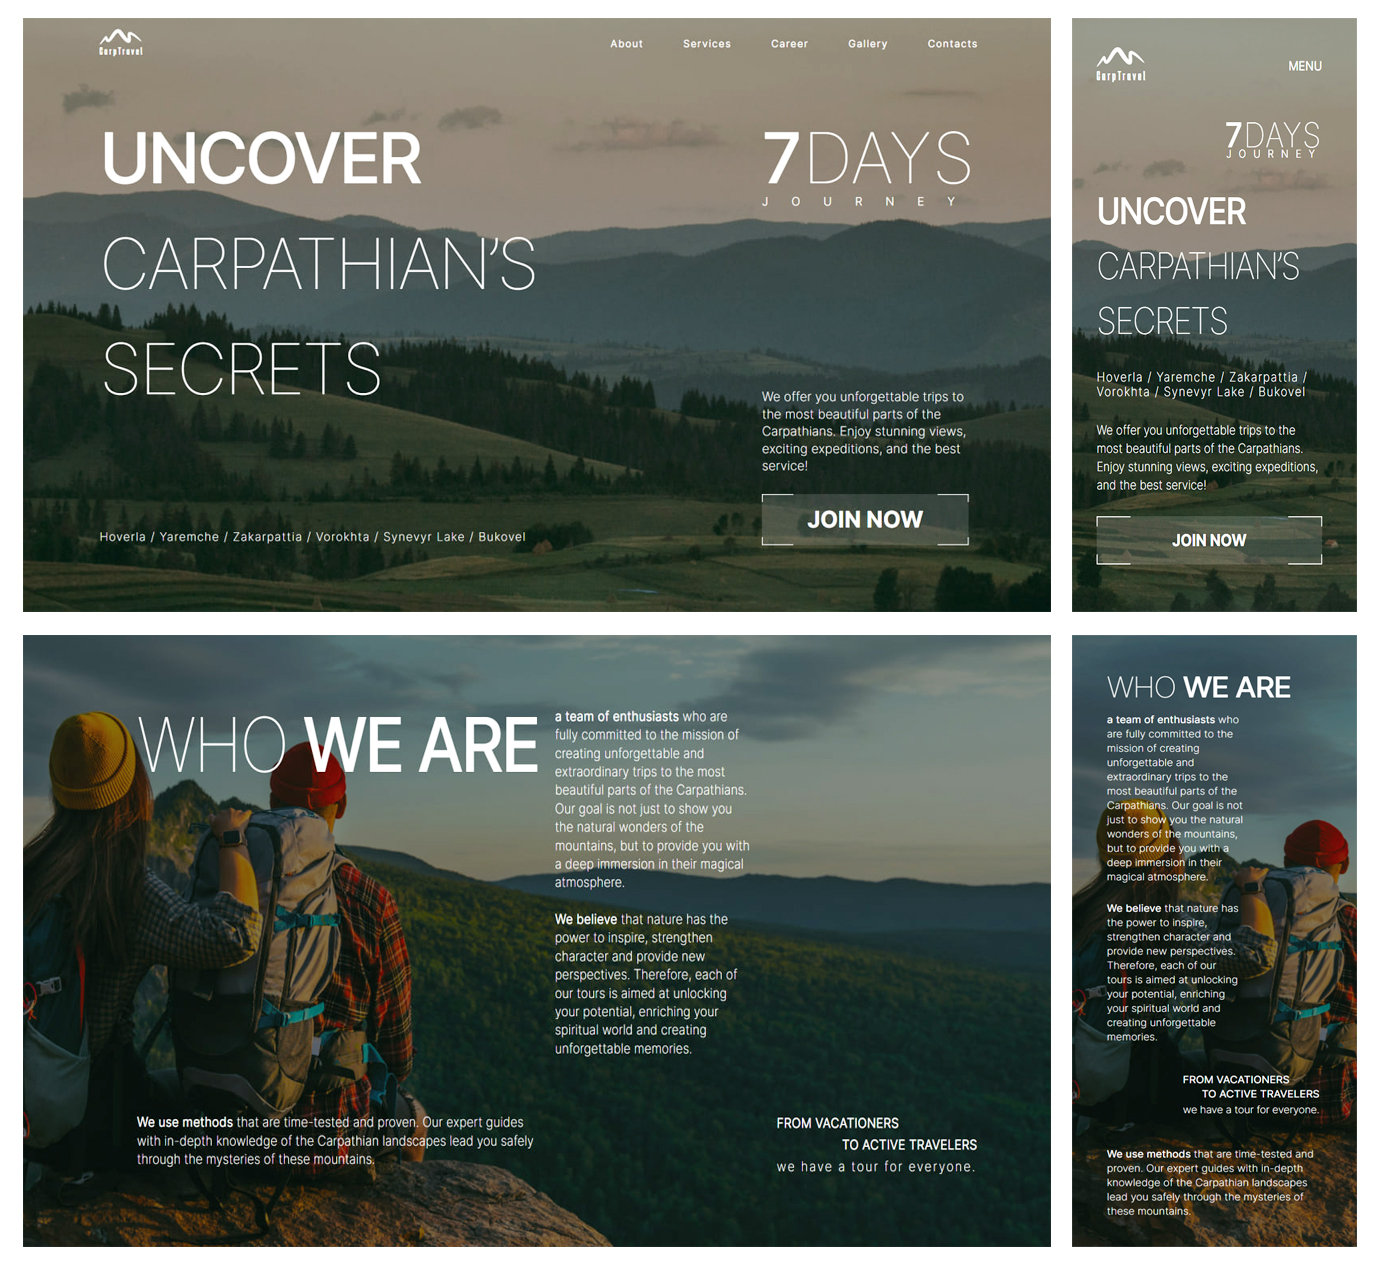 CarpTravel
About Services Career Gallery Contacts
UNCOVER
CARPATHIAN’S
SECRETS
7DAYS
JOURNEY
We offer you unforgettable trips to
the most beautiful parts of the
Carpathians. Enjoy stunning views,
exciting expeditions, and the best
service!
JOIN NOW
Hoverla / Yaremche / Zakarpattia / Vorokhta / Synevyr Lake / Bukovel
CarpTravel
MENU
7DAYS
JOURNEY
UNCOVER
CARPATHIAN’S
SECRETS
Hoverla / Yaremche / Zakarpattia /
Vorokhta / Synevyr Lake / Bukovel
We offer you unforgettable trips to the
most beautiful parts of the Carpathians.
Enjoy stunning views, exciting expeditions,
and the best service!
JOIN NOW
WHO WE ARE
a team of enthusiasts who are
fully committed to the mission of
creating unforgettable and
extraordinary trips to the most
beautiful parts of the Carpathians.
Our goal is not just to show you
the natural wonders of the
mountains, but to provide you with
a deep immersion in their magical
atmosphere.
We believe that nature has the
power to inspire, strengthen
character and provide new
perspectives. Therefore, each of
our tours is aimed at unlocking
your potential, enriching your
spiritual world and creating
unforgettable memories.
We use methods that are time-tested and proven. Our expert guides
with in-depth knowledge of the Carpathian landscapes lead you safely
through the mysteries of these mountains.
FROM VACATIONERS
TO ACTIVE TRAVELERS
we have a tour for everyone.
WHO WE ARE
a team of enthusiasts who
are fully committed to the
mission of creating
unforgettable and
extraordinary trips to the
most beautiful parts of the
Carpathians. Our goal is not
just to show you the natural
wonders of the mountains,
but to provide you with a
deep immersion in their
magical atmosphere.
We believe that nature has
the power to inspire,
strengthen character and
provide new perspectives.
Therefore, each of our
tours is aimed at unlocking
your potential, enriching
your spiritual world and
creating unforgettable
memories.
FROM VACATIONERS
TO ACTIVE TRAVELERS
we have a tour for everyone.
We use methods that are time-tested and
proven. Our expert guides with in-depth
knowledge of the Carpathian landscapes
lead you safely through the mysteries of
these mountains.